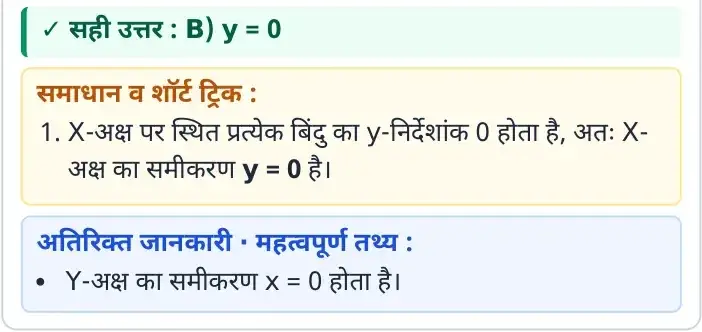 ✓ सही उत्तर : B) y = 0
समाधान व शॉर्ट ट्रिक :
1. X-अक्ष पर स्थित प्रत्येक बिंदु का y-निर्देशांक 0 होता है, अतः X-
अक्ष का समीकरण y = 0 है।
अतिरिक्त जानकारी · महत्वपूर्ण तथ्य :
• Y-अक्ष का समीकरण x = 0 होता है।